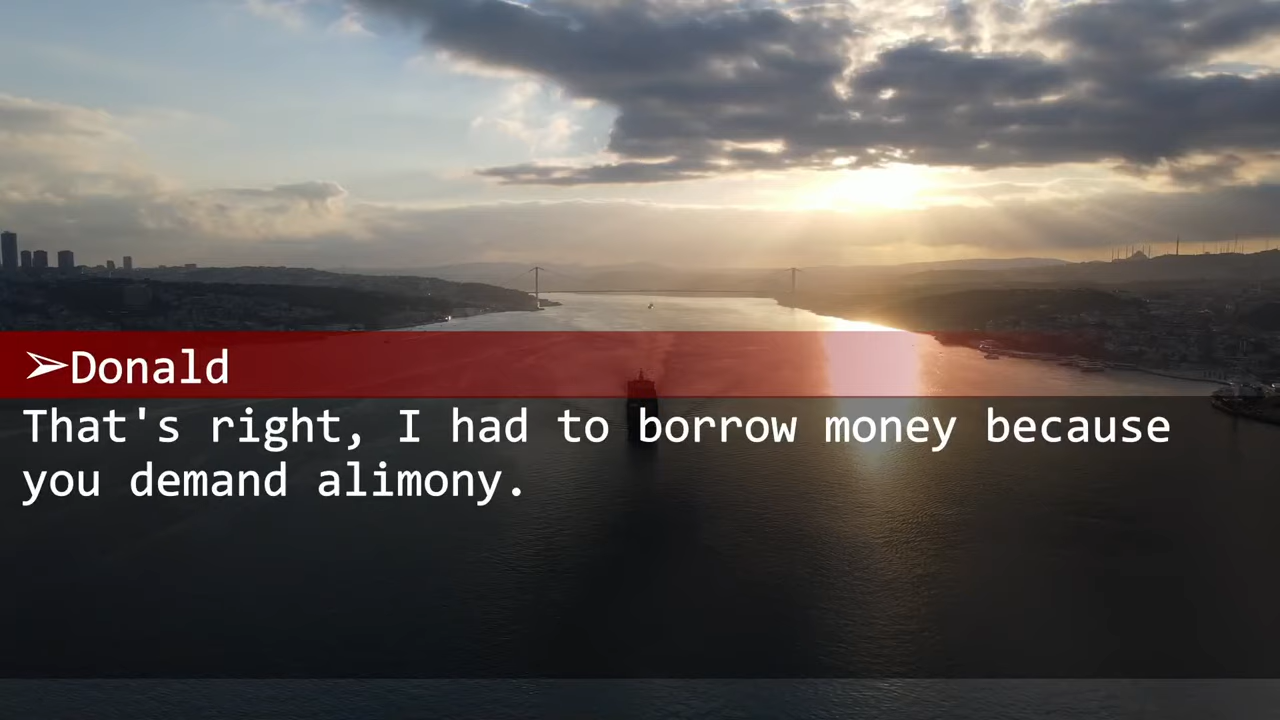 ➢Donald
That's right, I had to borrow money because
you demand alimony.